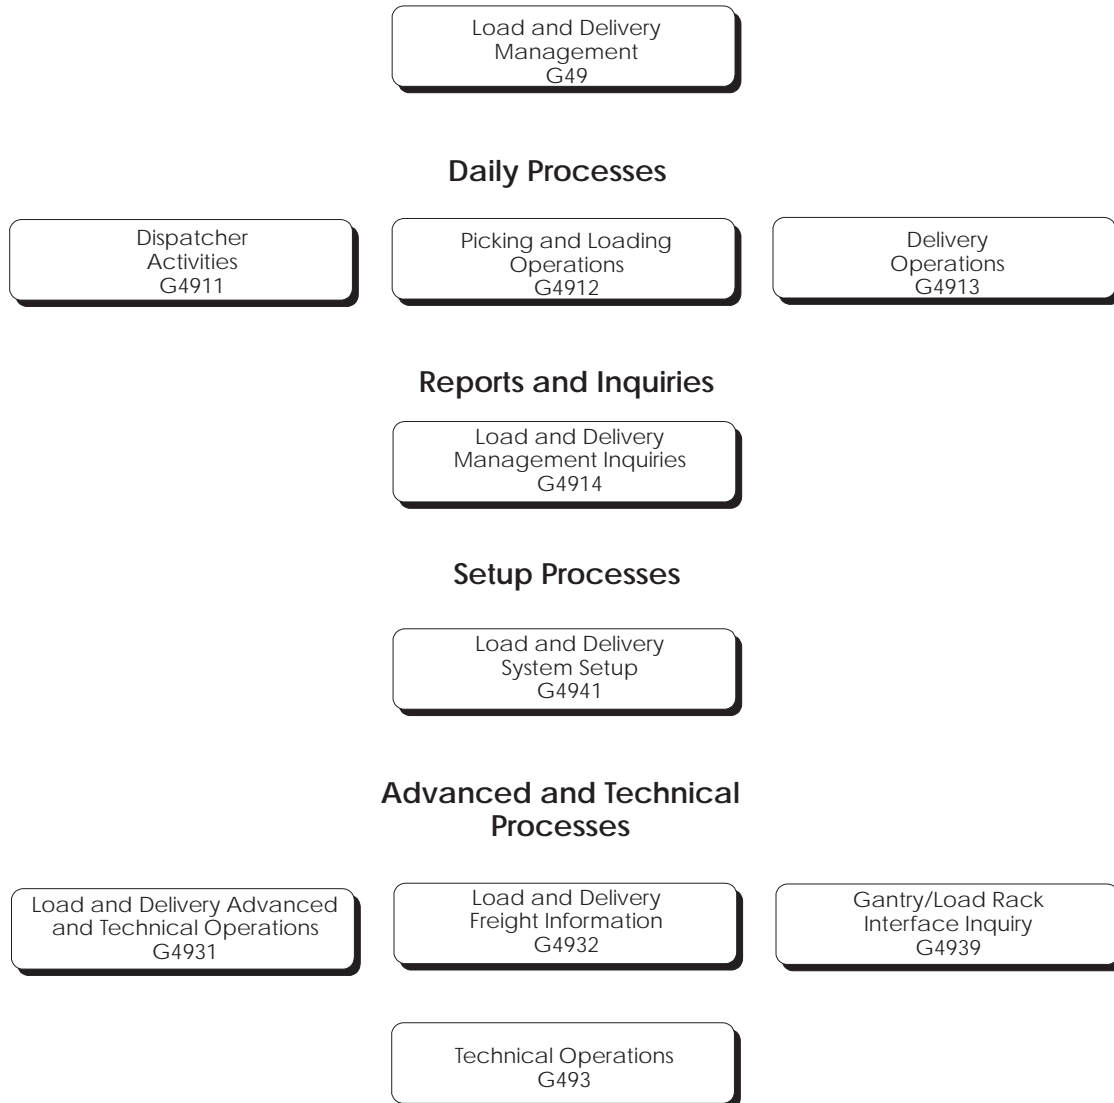 Load and Delivery
Management
G49
Daily Processes
Dispatcher
Activities
G4911
Picking and Loading
Operations
G4912
Delivery
Operations
G4913
Reports and Inquiries
Load and Delivery
Management Inquiries
G4914
Setup Processes
Load and Delivery
System Setup
G4941
Advanced and Technical
Processes
Load and Delivery Advanced
and Technical Operations
G4931
Load and Delivery
Freight Information
G4932
Gantry/Load Rack
Interface Inquiry
G4939
Technical Operations
G493